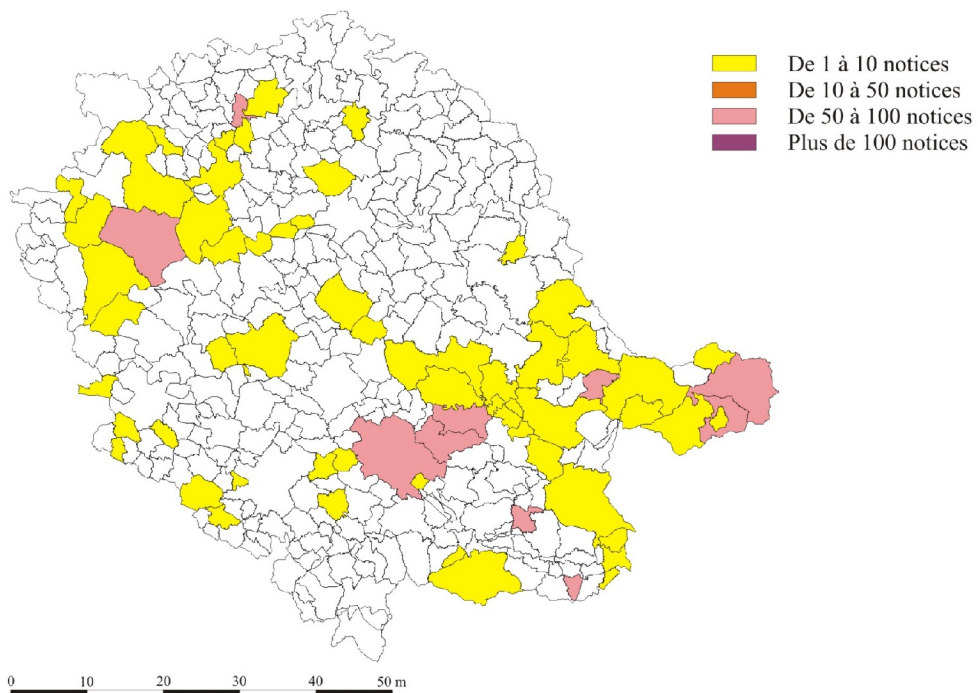 De 1 à 10 notices
De 10 à 50 notices
De 50 à 100 notices
Plus de 100 notices
0 10 20 30 40 50 m